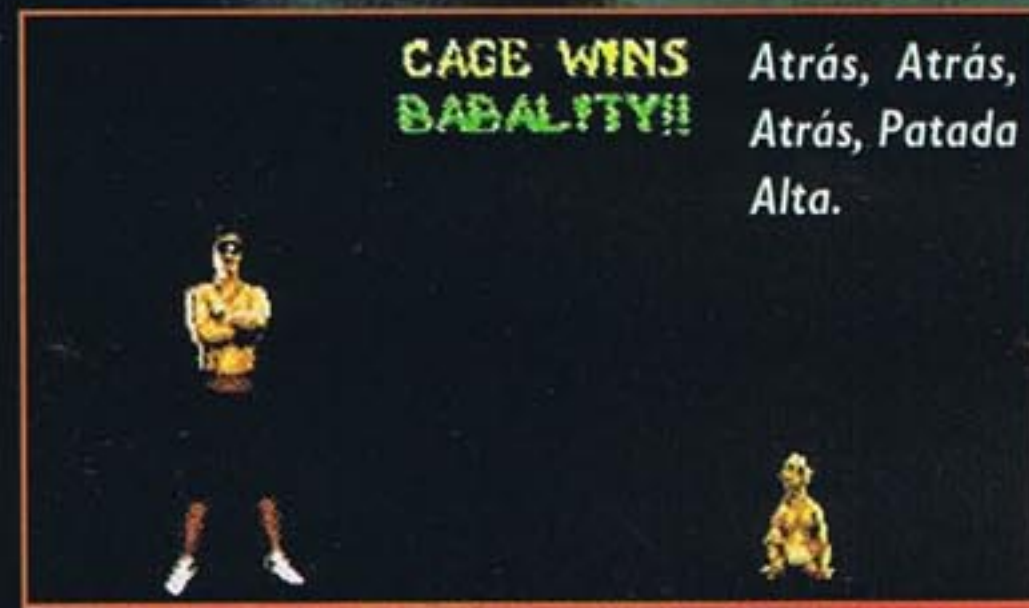 CAGE WINS
BABALITY!!
Atrás, Atrás,
Atrás, Patada
Alta.